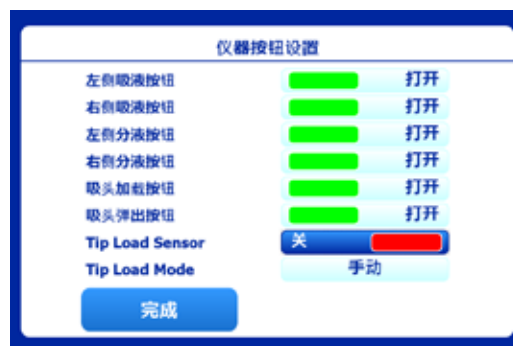 仪器按钮设置
左侧吸液按钮 打开
右侧吸液按钮 打开
左侧分液按钮 打开
右侧分液按钮 打开
吸头加载按钮 打开
吸头弹出按钮 打开
Tip Load Sensor 关
Tip Load Mode 手动
完成